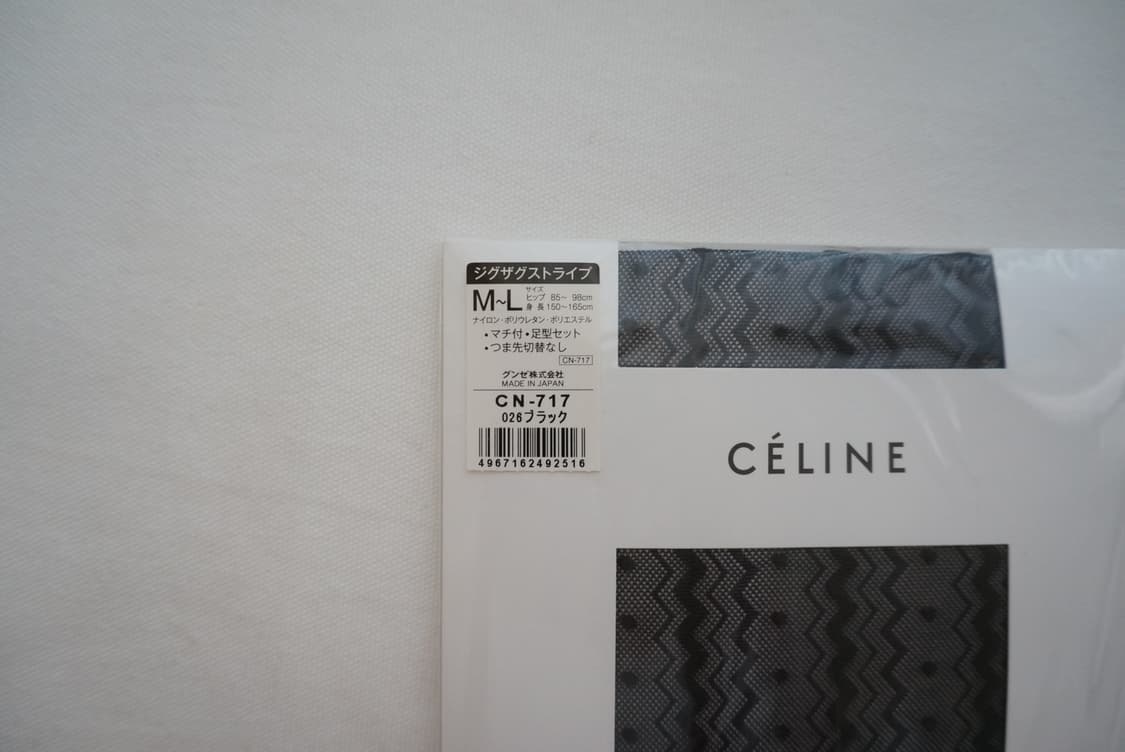 ジグザグストライプ
M~L サイズ
ヒップ 85~ 98cm
身 長 150~165cm
ナイロン・ポリウレタン・ポリエステル
・マチ付・足型セット
・つま先切替なし
CN-717
グンゼ株式会社
MADE IN JAPAN
CN-717
026ブラック
4967162492516
CÉLINE